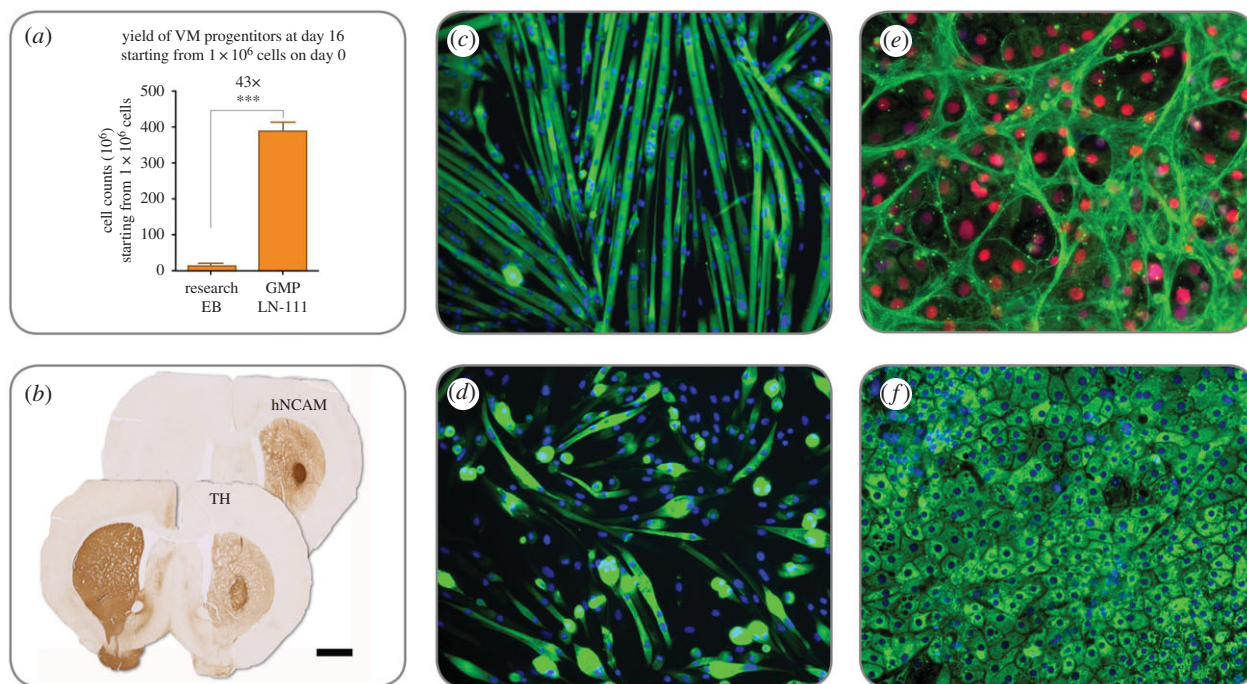 (a)
yield of VM progentitors at day 16
starting from 1 × 10⁶ cells on day 0
43×
***
cell counts (10⁶)
starting from 1 × 10⁶ cells
500
400
300
200
100
0
research
EB
GMP
LN-111
(b)
hNCAM
TH
(c)
(d)
(e)
(f)